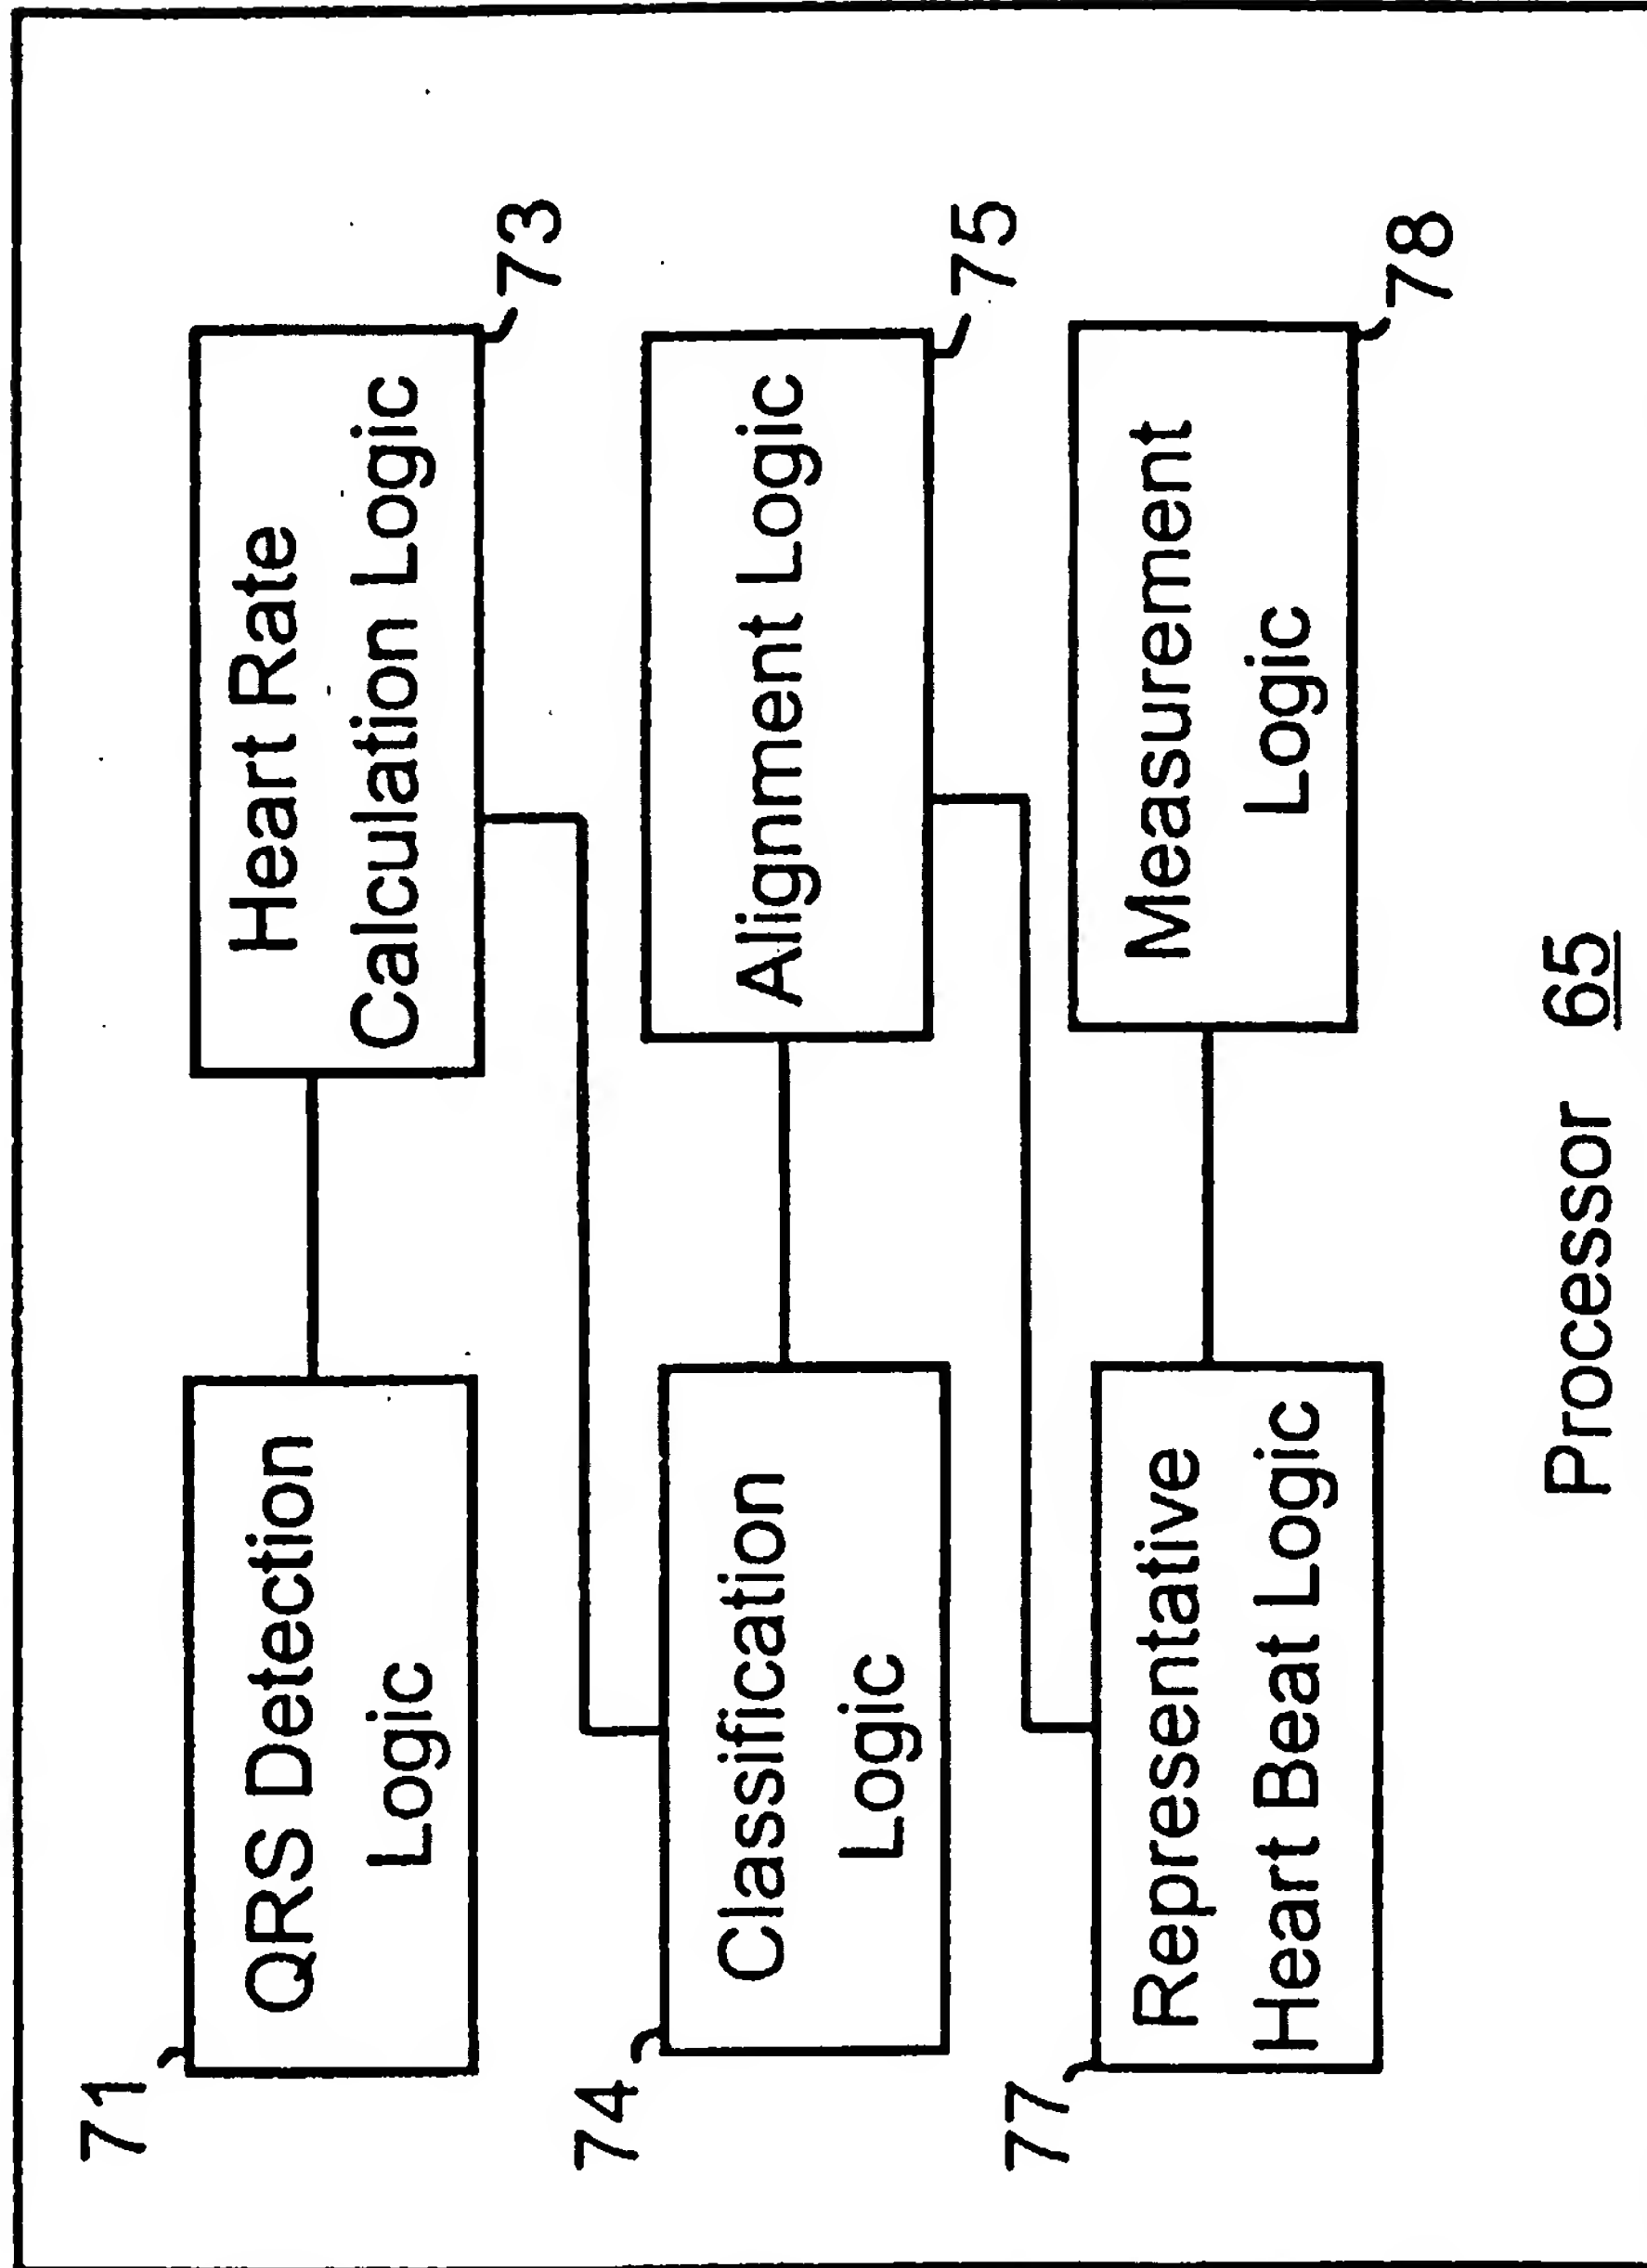 71
QRS Detection
Logic
Heart Rate
Calculation Logic
73
74
Classification
Logic
Alignment Logic
75
77
Representative
Heart Beat Logic
Measurement
Logic
78
Processor 65